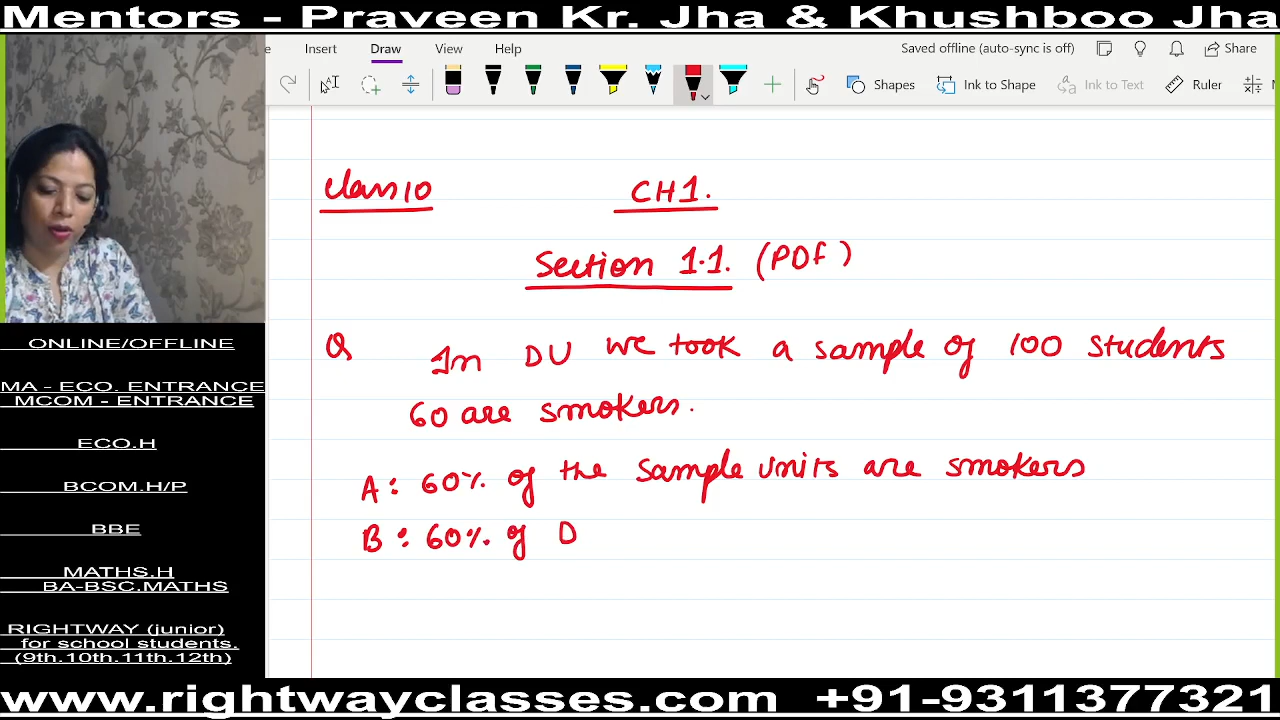 Mentors - Praveen Kr. Jha & Khushboo Jha
Insert Draw View Help Saved offline (auto-sync is off) Share
Shapes Ink to Shape Ink to Text Ruler
Class 10 CH1.
Section 1.1. (PDF)
Q In DU we took a sample of 100 students
60 are smokers.
A: 60% of the sample units are smokers
B: 60% of D
ONLINE/OFFLINE
MA - ECO. ENTRANCE
MCOM - ENTRANCE
ECO.H
BCOM.H/P
BBE
MATHS.H
BA-BSC.MATHS
RIGHTWAY (junior)
for school students.
(9th.10th.11th.12th)
www.rightwayclasses.com +91-9311377321